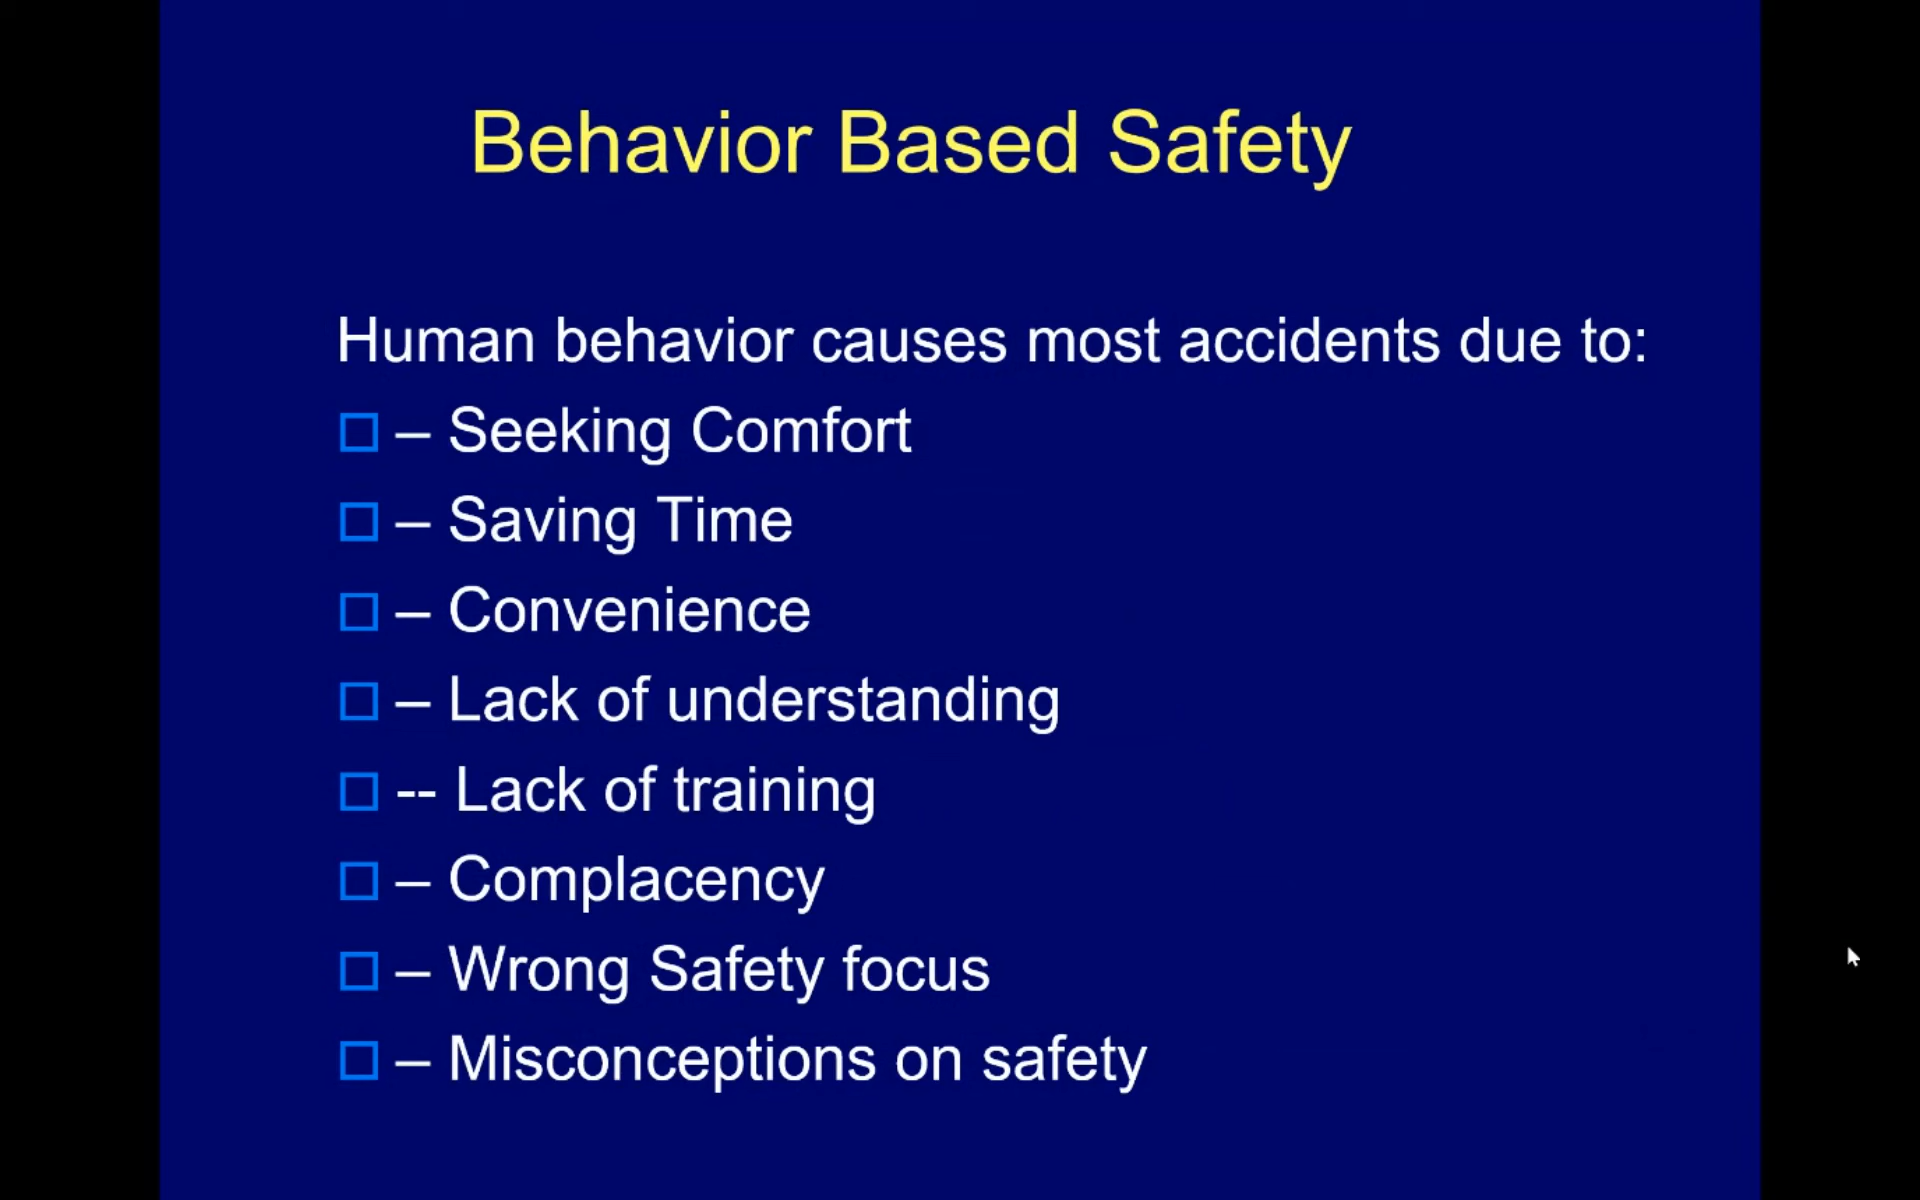 Behavior Based Safety
Human behavior causes most accidents due to:
– Seeking Comfort
– Saving Time
– Convenience
– Lack of understanding
-- Lack of training
– Complacency
– Wrong Safety focus
– Misconceptions on safety